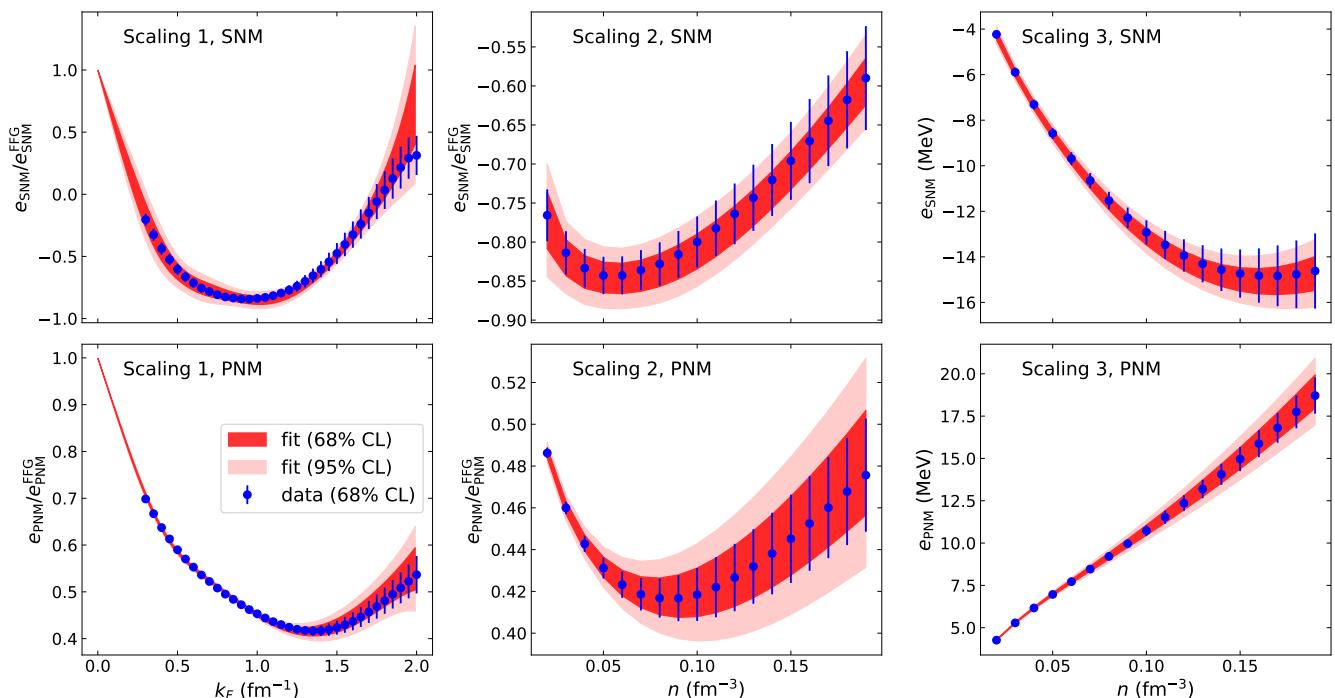 Scaling 1, SNM
1.0
0.5
0.0
−0.5
−1.0
e_SNM/e_SNM^FFG
Scaling 2, SNM
−0.55
−0.60
−0.65
−0.70
−0.75
−0.80
−0.85
−0.90
e_SNM/e_SNM^FFG
Scaling 3, SNM
−4
−6
−8
−10
−12
−14
−16
e_SNM (MeV)
Scaling 1, PNM
1.0
0.9
0.8
0.7
0.6
0.5
0.4
e_PNM/e_PNM^FFG
fit (68% CL)
fit (95% CL)
data (68% CL)
0.0 0.5 1.0 1.5 2.0
k_F (fm⁻¹)
Scaling 2, PNM
0.52
0.50
0.48
0.46
0.44
0.42
0.40
e_PNM/e_PNM^FFG
0.05 0.10 0.15
n (fm⁻³)
Scaling 3, PNM
20.0
17.5
15.0
12.5
10.0
7.5
5.0
e_PNM (MeV)
0.05 0.10 0.15
n (fm⁻³)